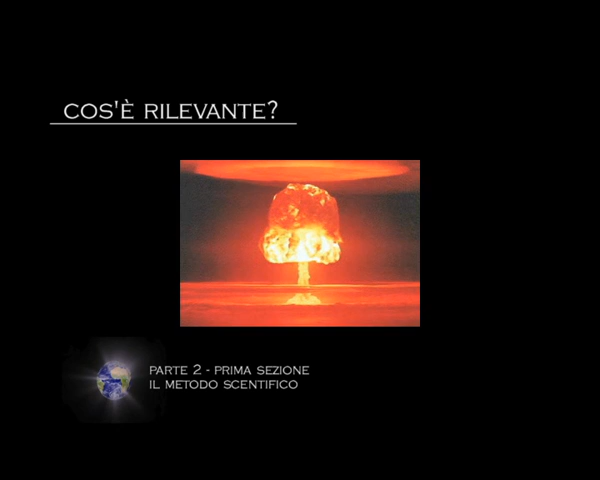 COS'È RILEVANTE?
PARTE 2 - PRIMA SEZIONE
IL METODO SCENTIFICO